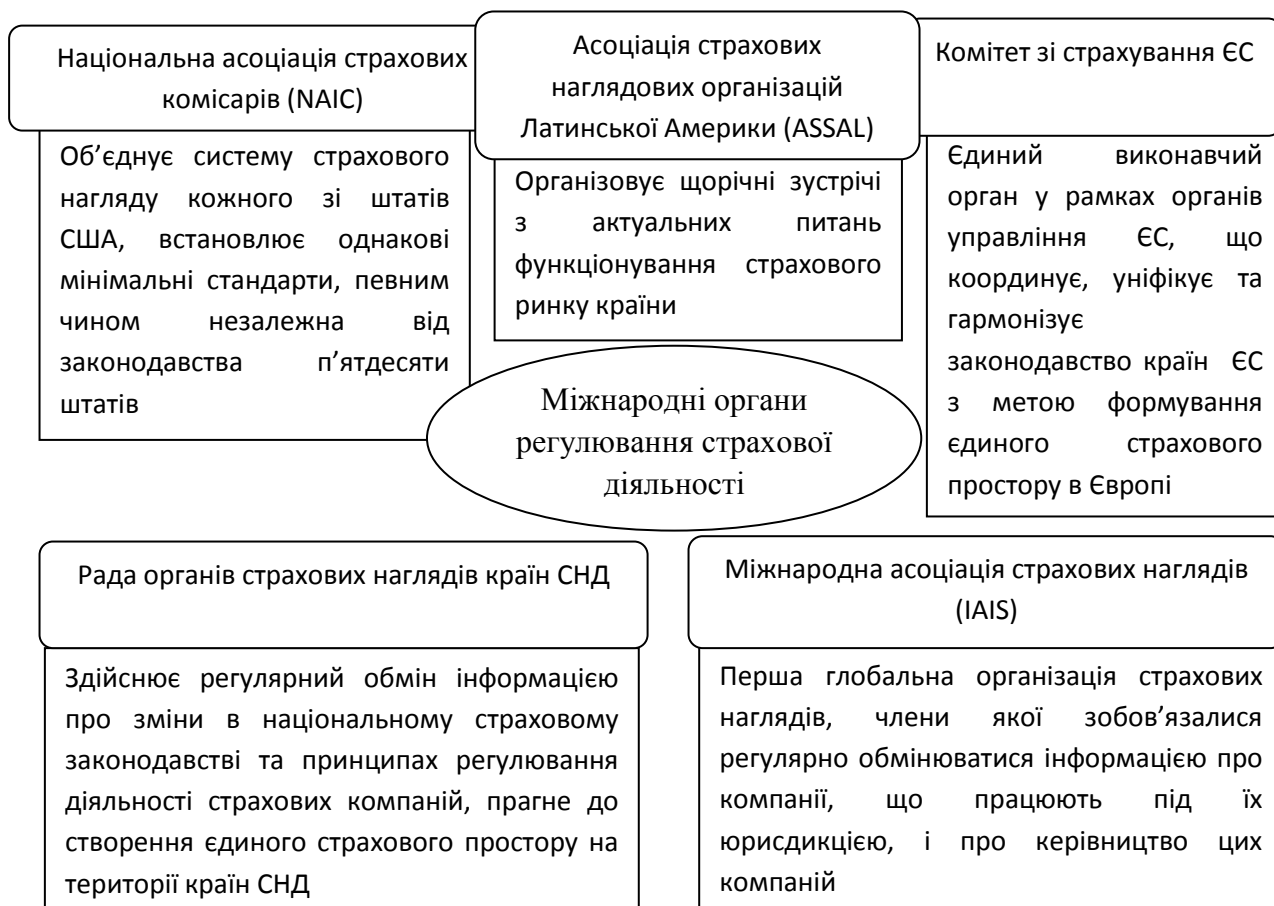 Національна асоціація страхових
комісарів (NAIC)
Об’єднує систему страхового
нагляду кожного зі штатів
США, встановлює однакові
мінімальні стандарти, певним
чином незалежна від
законодавства п’ятдесяти
штатів
Асоціація страхових
наглядових організацій
Латинської Америки (ASSAL)
Організовує щорічні зустрічі
з актуальних питань
функціонування страхового
ринку країни
Комітет зі страхування ЄС
Єдиний виконавчий
орган у рамках органів
управління ЄС, що
координує, уніфікує та
гармонізує
законодавство країн ЄС
з метою формування
єдиного страхового
простору в Європі
Міжнародні органи
регулювання страхової
діяльності
Рада органів страхових наглядів країн СНД
Здійснює регулярний обмін інформацією
про зміни в національному страховому
законодавстві та принципах регулювання
діяльності страхових компаній, прагне до
створення єдиного страхового простору на
території країн СНД
Міжнародна асоціація страхових наглядів
(IAIS)
Перша глобальна організація страхових
наглядів, члени якої зобов’язалися
регулярно обмінюватися інформацією про
компанії, що працюють під їх
юрисдикцією, і про керівництво цих
компаній